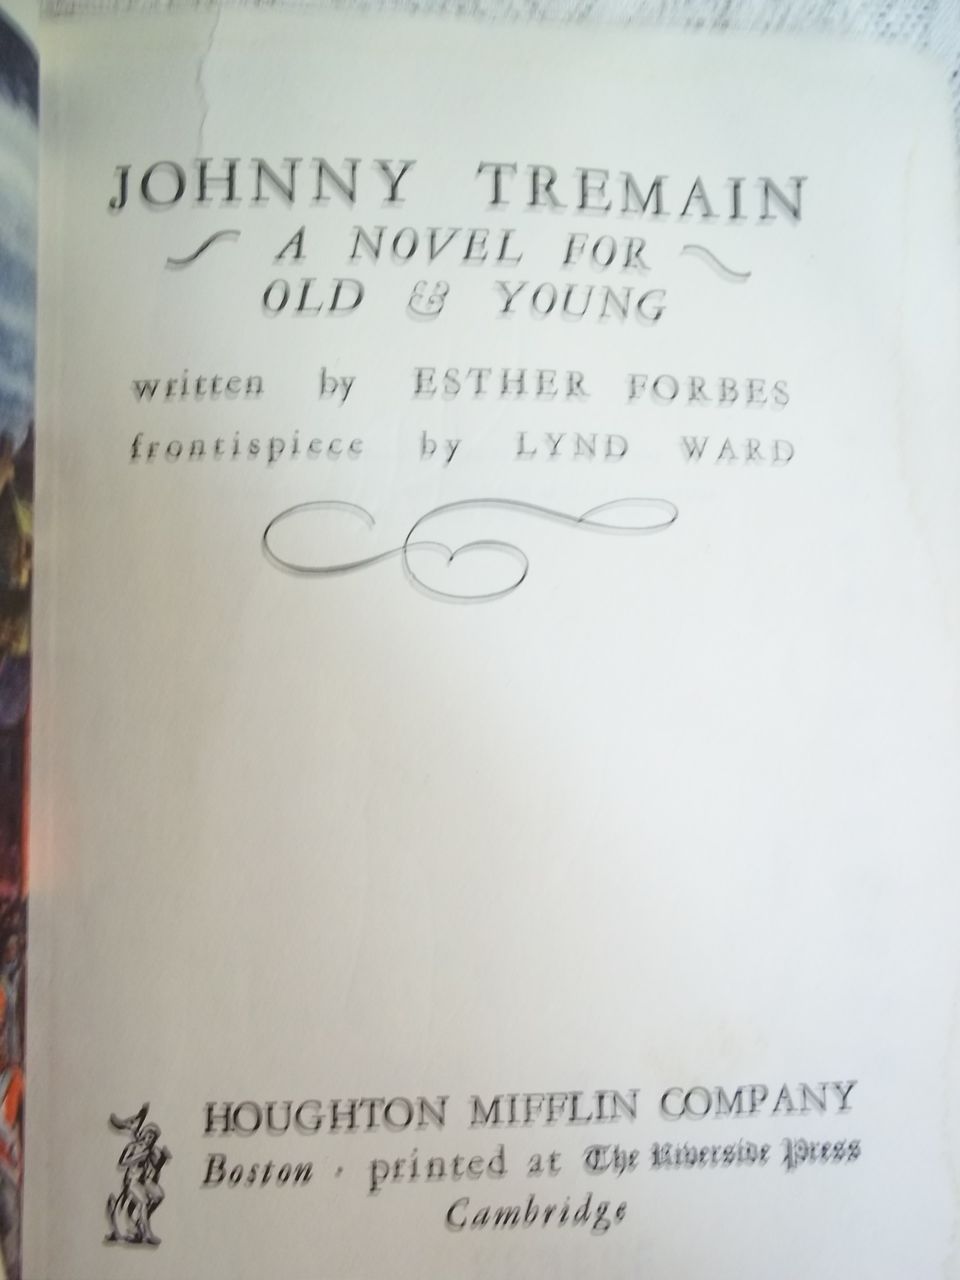 JOHNNY TREMAIN
A NOVEL FOR
OLD & YOUNG
written by ESTHER FORBES
frontispiece by LYND WARD
HOUGHTON MIFFLIN COMPANY
Boston · printed at The Riverside Press
Cambridge